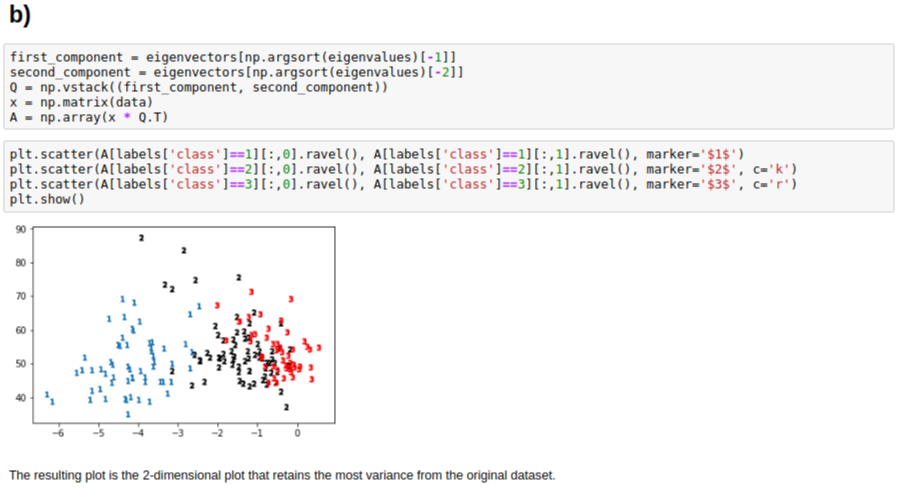 b)
first_component = eigenvectors[np.argsort(eigenvalues)[-1]]
second_component = eigenvectors[np.argsort(eigenvalues)[-2]]
Q = np.vstack((first_component, second_component))
x = np.matrix(data)
A = np.array(x * Q.T)
plt.scatter(A[labels['class']==1][:,0].ravel(), A[labels['class']==1][:,1].ravel(), marker='$1$')
plt.scatter(A[labels['class']==2][:,0].ravel(), A[labels['class']==2][:,1].ravel(), marker='$2$', c='k')
plt.scatter(A[labels['class']==3][:,0].ravel(), A[labels['class']==3][:,1].ravel(), marker='$3$', c='r')
plt.show()
90
80
70
60
50
40
−6 −5 −4 −3 −2 −1 0
The resulting plot is the 2-dimensional plot that retains the most variance from the original dataset.